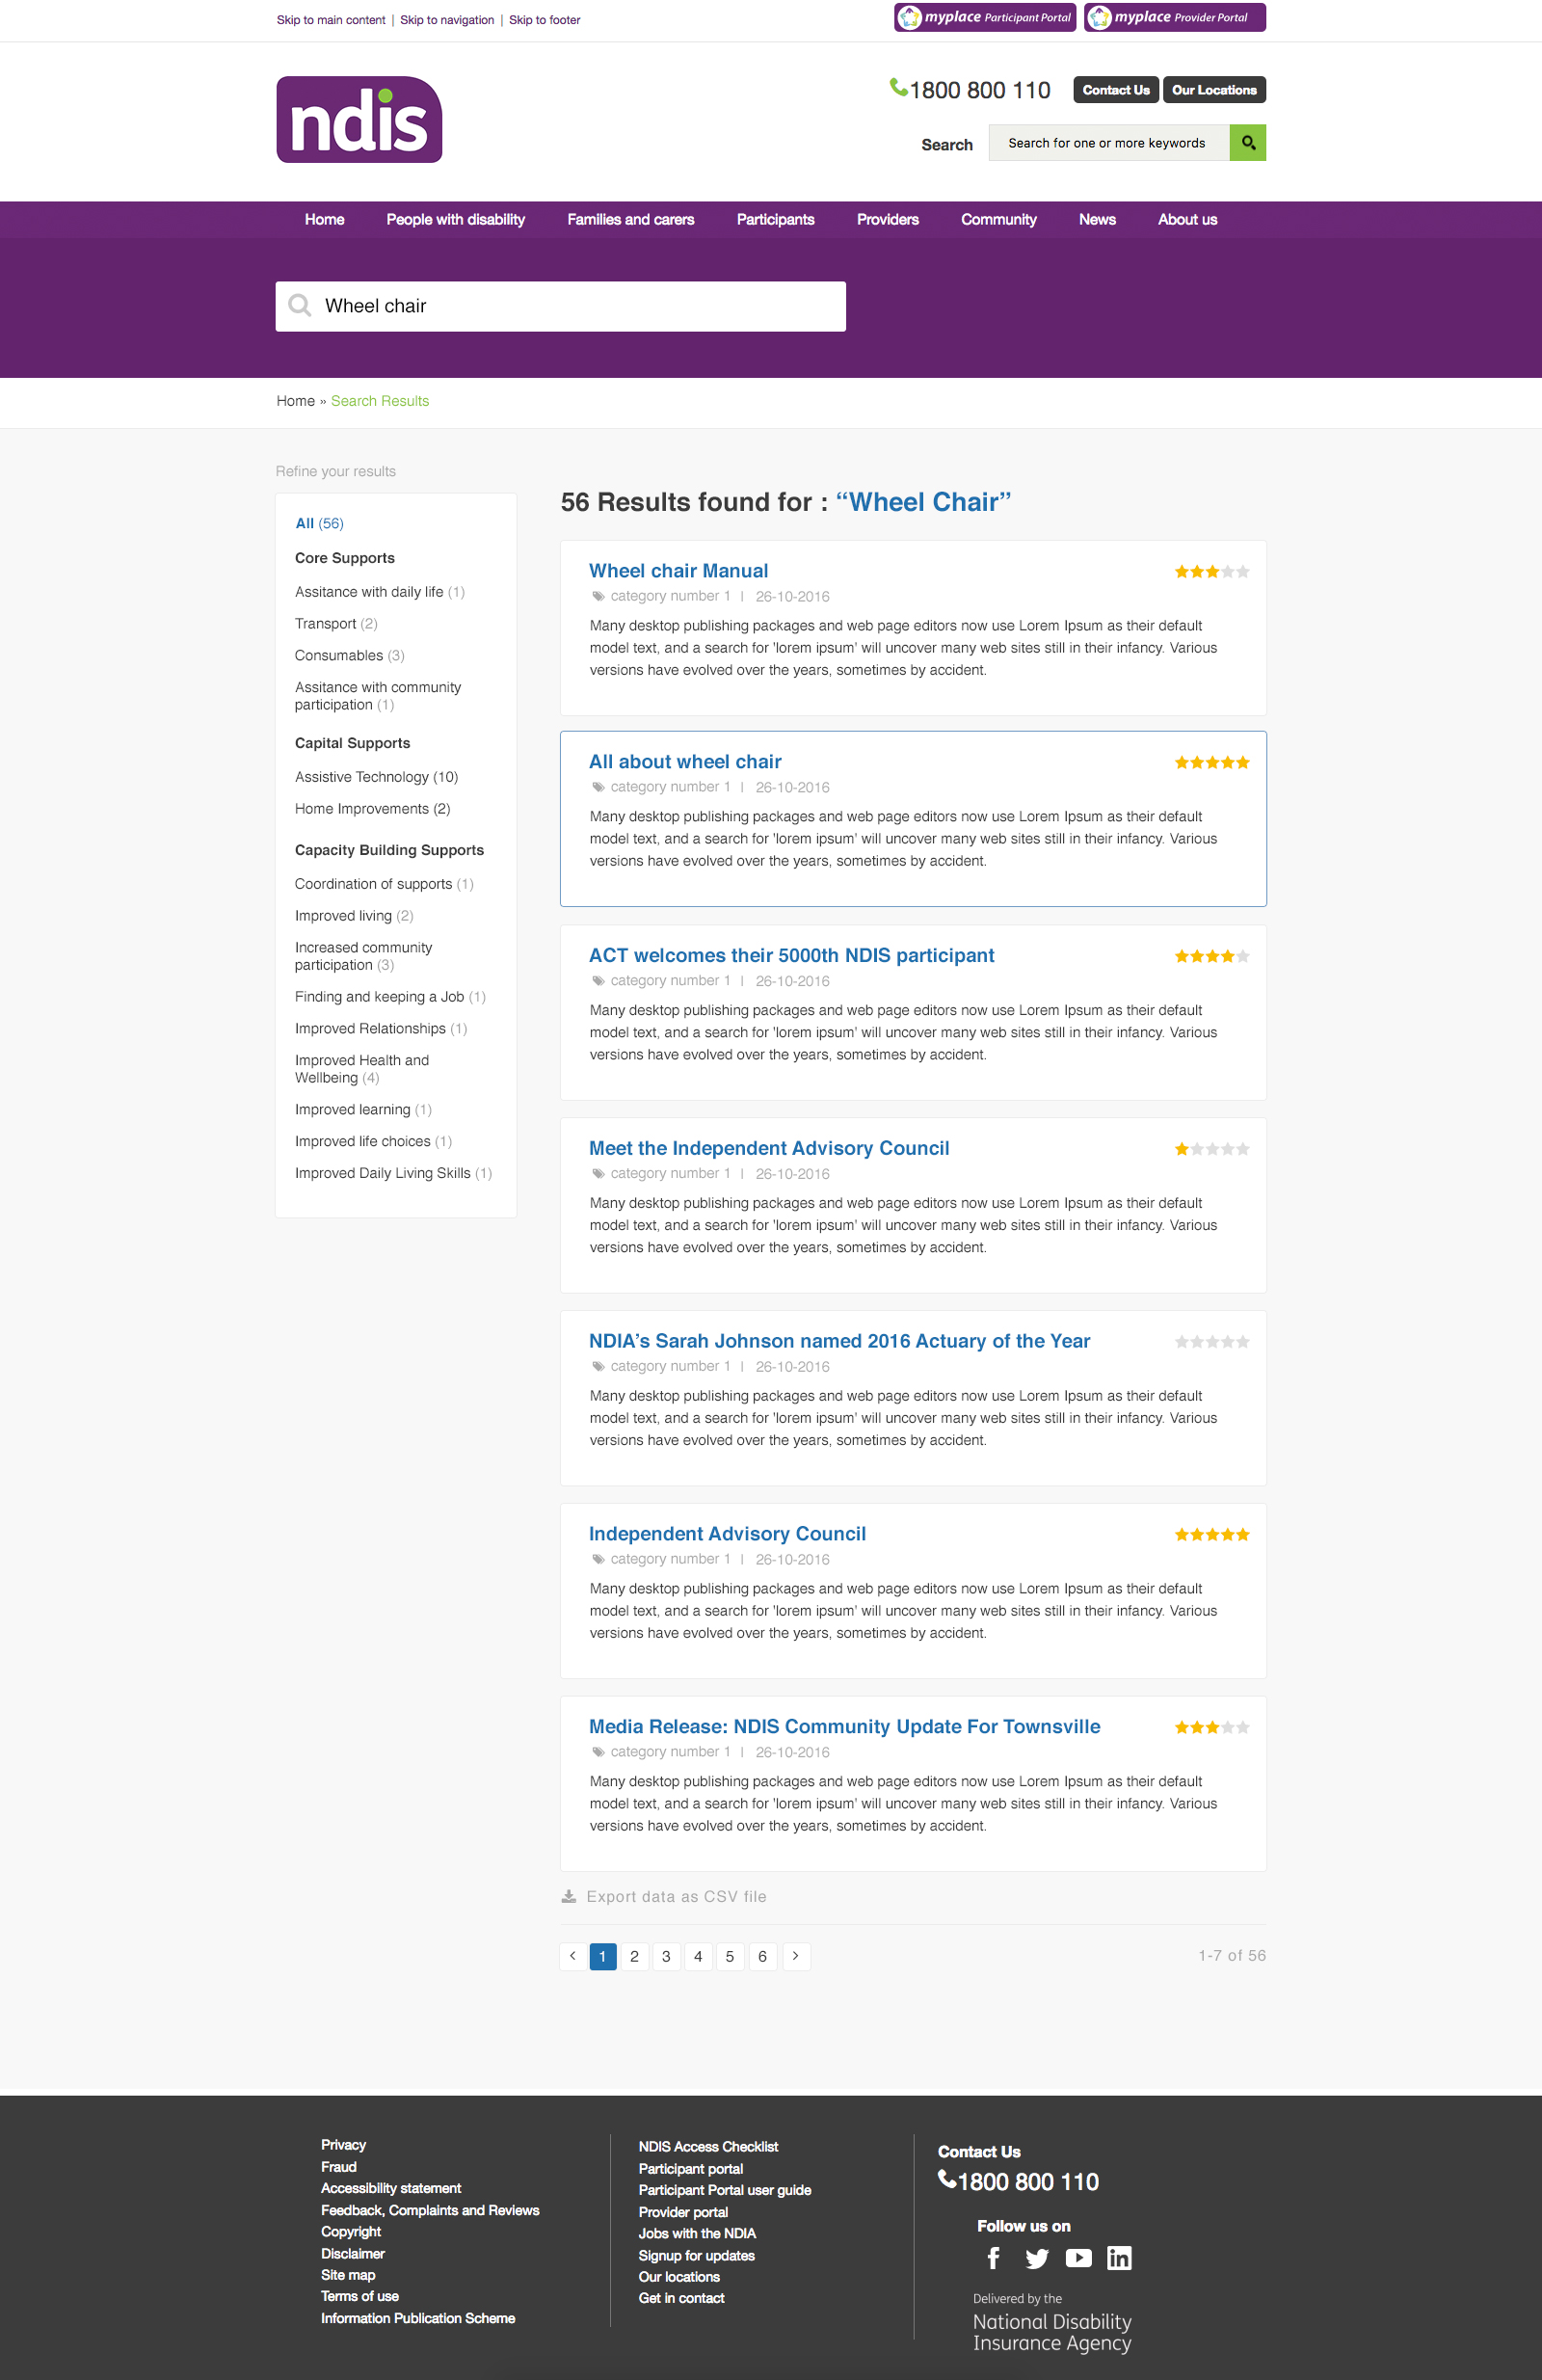 Skip to main content | Skip to navigation | Skip to footer
myplace Participant Portal
myplace Provider Portal
ndis
1800 800 110
Contact Us
Our Locations
Search
Search for one or more keywords
Home
People with disability
Families and carers
Participants
Providers
Community
News
About us
Wheel chair
Home » Search Results
Refine your results
All (56)
Core Supports
Assitance with daily life (1)
Transport (2)
Consumables (3)
Assitance with community
participation (1)
Capital Supports
Assistive Technology (10)
Home Improvements (2)
Capacity Building Supports
Coordination of supports (1)
Improved living (2)
Increased community
participation (3)
Finding and keeping a Job (1)
Improved Relationships (1)
Improved Health and
Wellbeing (4)
Improved learning (1)
Improved life choices (1)
Improved Daily Living Skills (1)
56 Results found for : “Wheel Chair”
Wheel chair Manual
category number 1 | 26-10-2016
Many desktop publishing packages and web page editors now use Lorem Ipsum as their default
model text, and a search for 'lorem ipsum' will uncover many web sites still in their infancy. Various
versions have evolved over the years, sometimes by accident.
All about wheel chair
category number 1 | 26-10-2016
Many desktop publishing packages and web page editors now use Lorem Ipsum as their default
model text, and a search for 'lorem ipsum' will uncover many web sites still in their infancy. Various
versions have evolved over the years, sometimes by accident.
ACT welcomes their 5000th NDIS participant
category number 1 | 26-10-2016
Many desktop publishing packages and web page editors now use Lorem Ipsum as their default
model text, and a search for 'lorem ipsum' will uncover many web sites still in their infancy. Various
versions have evolved over the years, sometimes by accident.
Meet the Independent Advisory Council
category number 1 | 26-10-2016
Many desktop publishing packages and web page editors now use Lorem Ipsum as their default
model text, and a search for 'lorem ipsum' will uncover many web sites still in their infancy. Various
versions have evolved over the years, sometimes by accident.
NDIA’s Sarah Johnson named 2016 Actuary of the Year
category number 1 | 26-10-2016
Many desktop publishing packages and web page editors now use Lorem Ipsum as their default
model text, and a search for 'lorem ipsum' will uncover many web sites still in their infancy. Various
versions have evolved over the years, sometimes by accident.
Independent Advisory Council
category number 1 | 26-10-2016
Many desktop publishing packages and web page editors now use Lorem Ipsum as their default
model text, and a search for 'lorem ipsum' will uncover many web sites still in their infancy. Various
versions have evolved over the years, sometimes by accident.
Media Release: NDIS Community Update For Townsville
category number 1 | 26-10-2016
Many desktop publishing packages and web page editors now use Lorem Ipsum as their default
model text, and a search for 'lorem ipsum' will uncover many web sites still in their infancy. Various
versions have evolved over the years, sometimes by accident.
Export data as CSV file
< 1 2 3 4 5 6 >
1-7 of 56
Privacy
Fraud
Accessibility statement
Feedback, Complaints and Reviews
Copyright
Disclaimer
Site map
Terms of use
Information Publication Scheme
NDIS Access Checklist
Participant portal
Participant Portal user guide
Provider portal
Jobs with the NDIA
Signup for updates
Our locations
Get in contact
Contact Us
1800 800 110
Follow us on
Delivered by the
National Disability
Insurance Agency